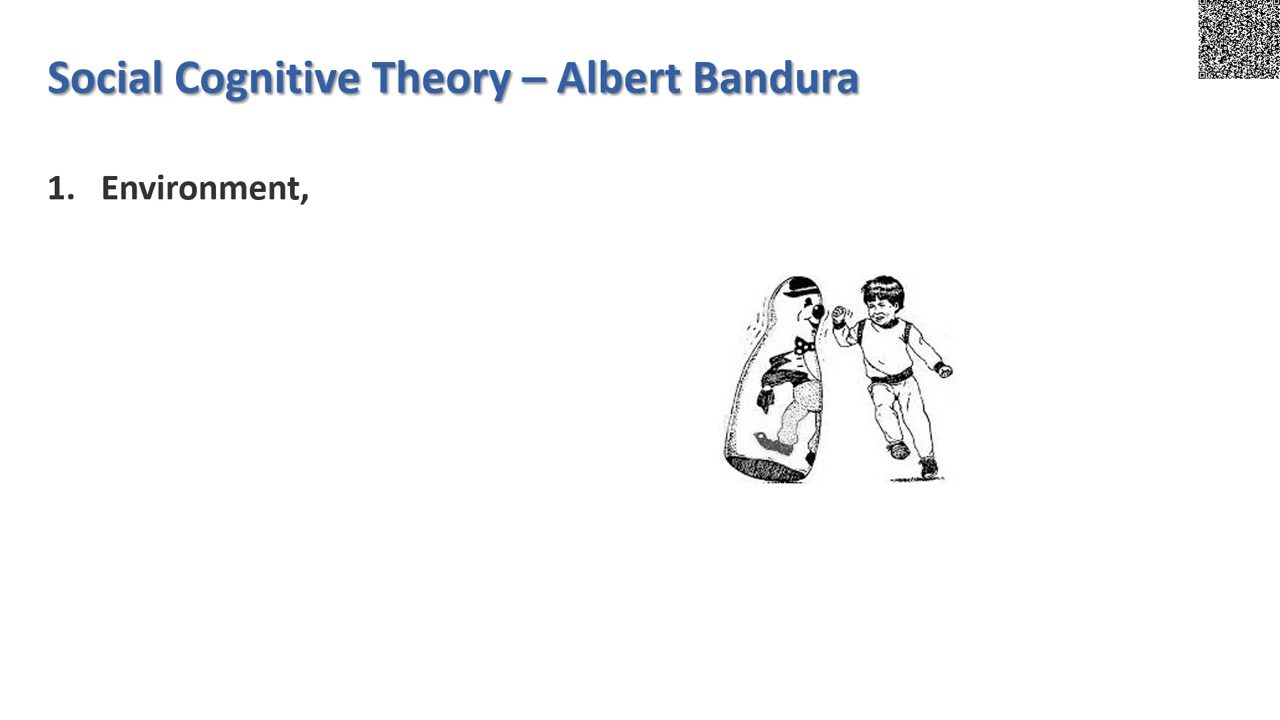 Social Cognitive Theory – Albert Bandura
1. Environment,